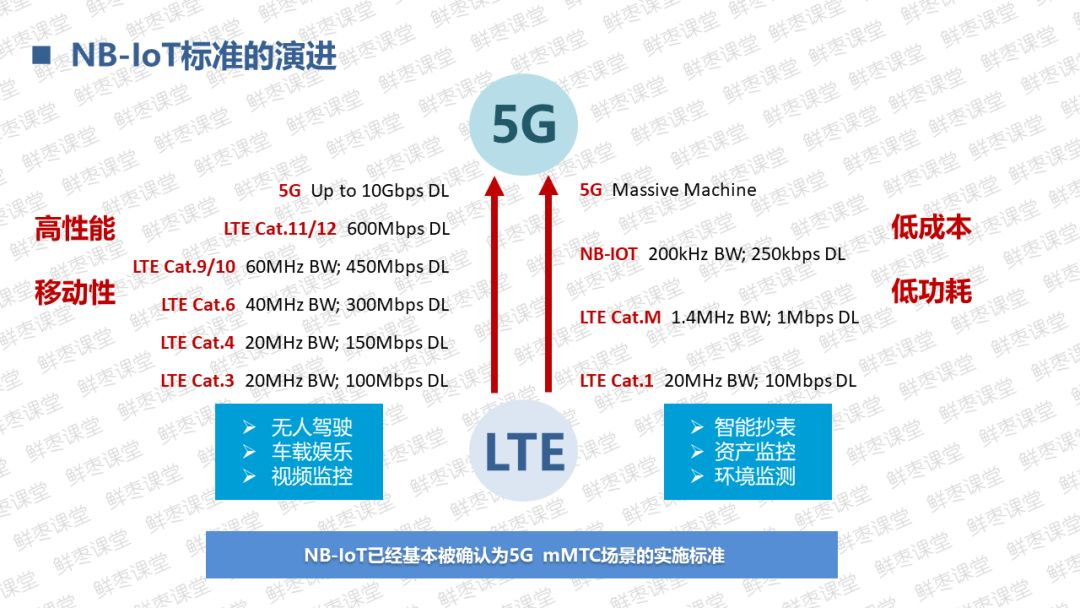 NB-IoT标准的演进
5G
5G Up to 10Gbps DL
LTE Cat.11/12 600Mbps DL
LTE Cat.9/10 60MHz BW; 450Mbps DL
LTE Cat.6 40MHz BW; 300Mbps DL
LTE Cat.4 20MHz BW; 150Mbps DL
LTE Cat.3 20MHz BW; 100Mbps DL
高性能
移动性
5G Massive Machine
NB-IOT 200kHz BW; 250kbps DL
LTE Cat.M 1.4MHz BW; 1Mbps DL
LTE Cat.1 20MHz BW; 10Mbps DL
低成本
低功耗
无人驾驶
车载娱乐
视频监控
LTE
智能抄表
资产监控
环境监测
NB-IoT已经基本被确认为5G mMTC场景的实施标准
鲜枣课堂